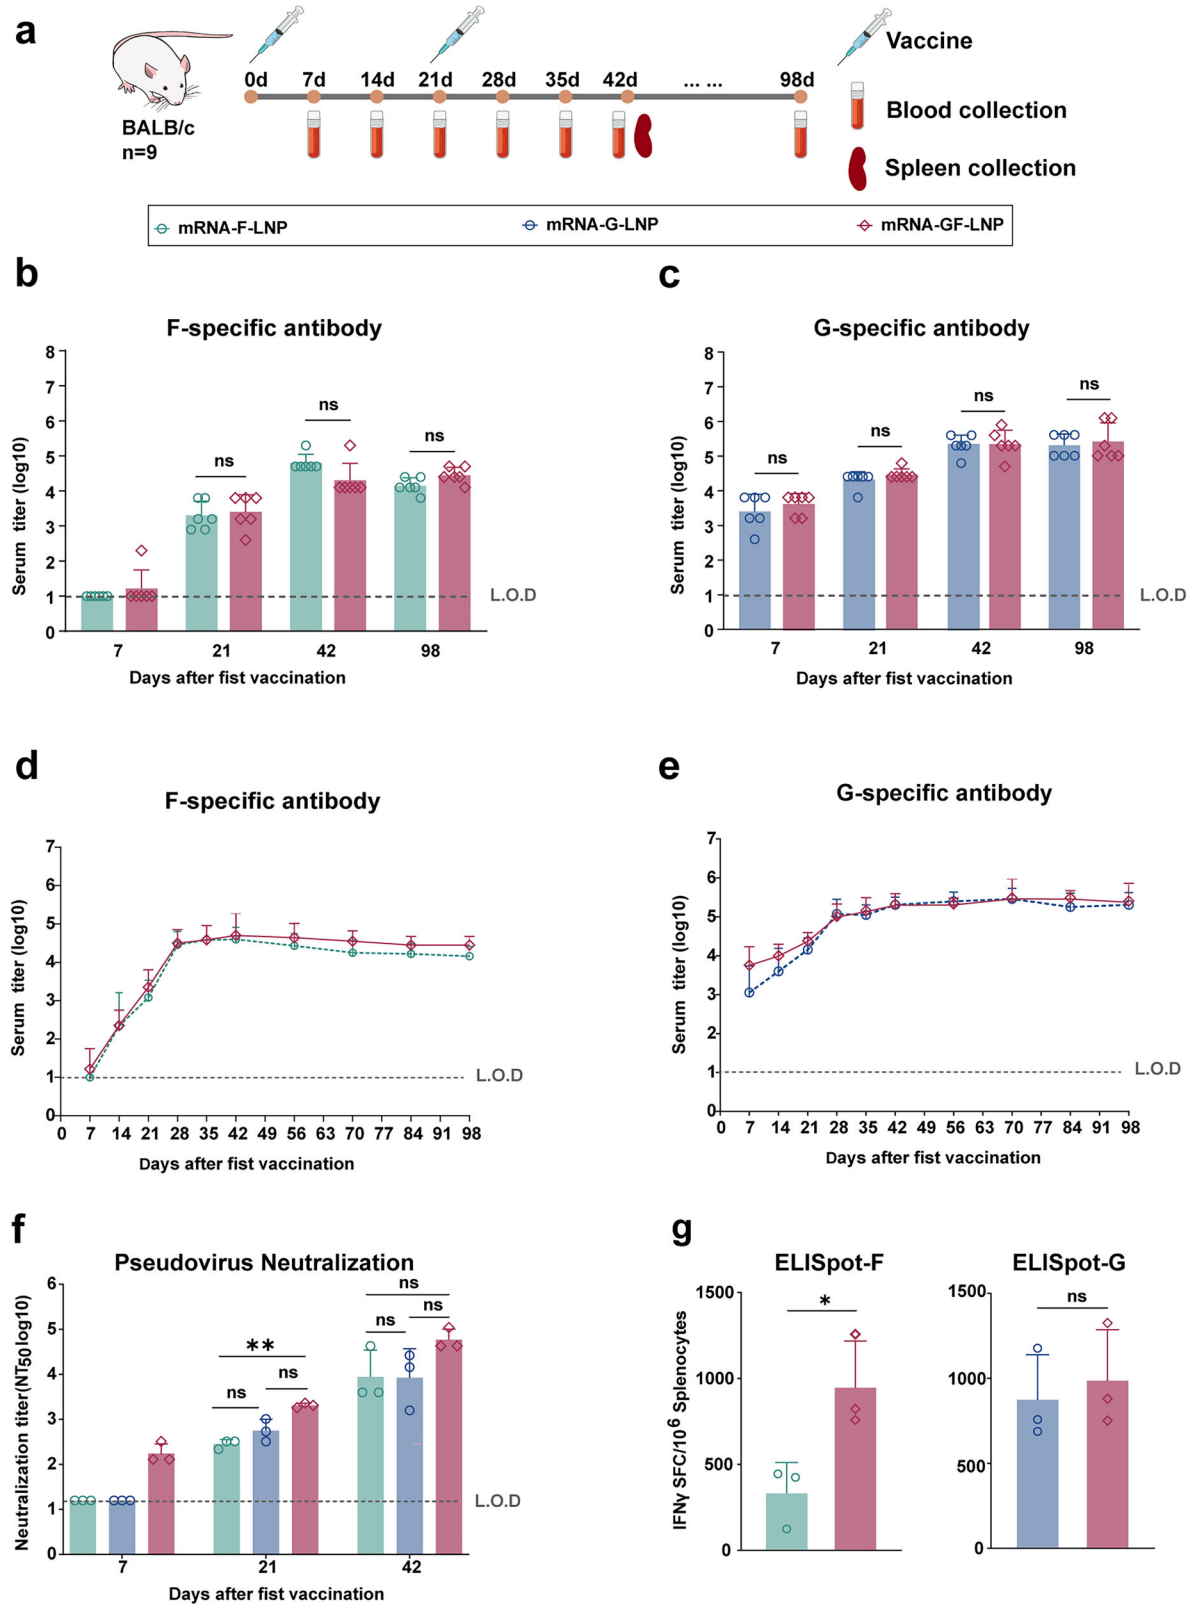 a
Vaccine
0d 7d 14d 21d 28d 35d 42d ... ... 98d
BALB/c
n=9
Blood collection
Spleen collection
mRNA-F-LNP mRNA-G-LNP mRNA-GF-LNP
b
F-specific antibody
Serum titer (log10)
8
7
6
5
4
3
2
1
0
ns
ns
ns
L.O.D
7 21 42 98
Days after fist vaccination
c
G-specific antibody
Serum titer (log10)
8
7
6
5
4
3
2
1
0
ns
ns
ns
ns
L.O.D
7 21 42 98
Days after fist vaccination
d
F-specific antibody
Serum titer (log10)
7
6
5
4
3
2
1
0
L.O.D
0 7 14 21 28 35 42 49 56 63 70 77 84 91 98
Days after fist vaccination
e
G-specific antibody
Serum titer (log10)
7
6
5
4
3
2
1
0
L.O.D
0 7 14 21 28 35 42 49 56 63 70 77 84 91 98
Days after fist vaccination
f
Pseudovirus Neutralization
Neutralization titer(NT50log10)
6
5
4
3
2
1
0
**
ns
ns
ns
ns
ns
L.O.D
7 21 42
Days after fist vaccination
g
ELISpot-F
IFNγ SFC/10⁶ Splenocytes
1500
1000
500
0
*
ELISpot-G
1500
1000
500
0
ns